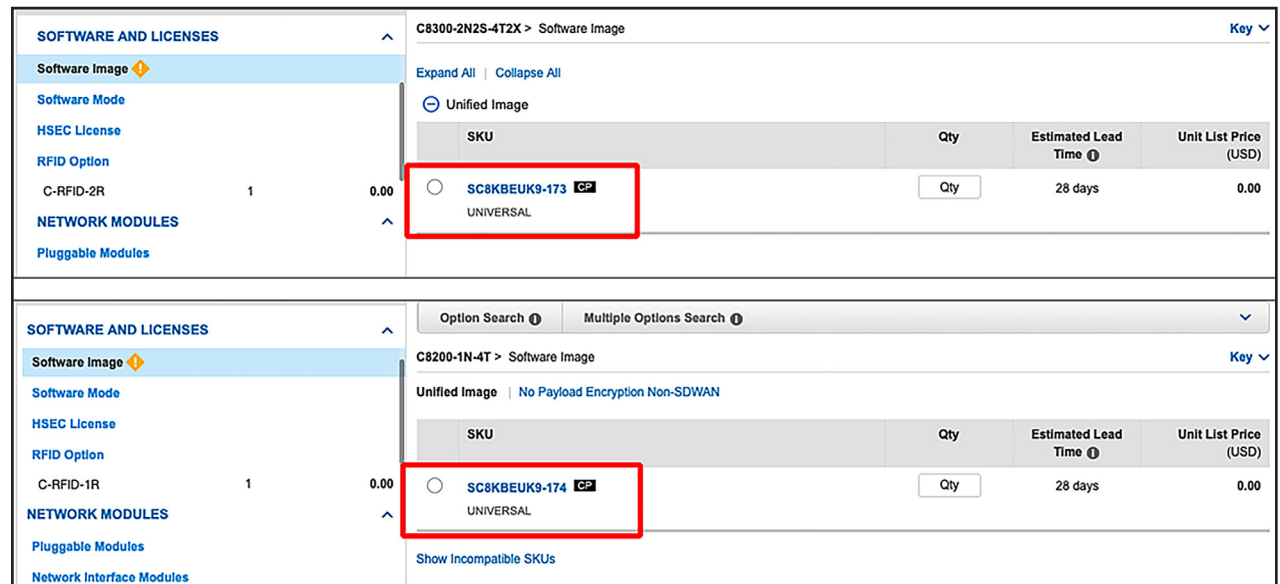 SOFTWARE AND LICENSES
Software Image
Software Mode
HSEC License
RFID Option
C-RFID-2R 1 0.00
NETWORK MODULES
Pluggable Modules
C8300-2N2S-4T2X > Software Image Key
Expand All | Collapse All
Unified Image
SKU Qty Estimated Lead Time Unit List Price (USD)
SC8KBEUK9-173 CP Qty 28 days 0.00
UNIVERSAL
SOFTWARE AND LICENSES
Software Image
Software Mode
HSEC License
RFID Option
C-RFID-1R 1 0.00
NETWORK MODULES
Pluggable Modules
Network Interface Modules
Option Search Multiple Options Search
C8200-1N-4T > Software Image Key
Unified Image | No Payload Encryption Non-SDWAN
SKU Qty Estimated Lead Time Unit List Price (USD)
SC8KBEUK9-174 CP Qty 28 days 0.00
UNIVERSAL
Show Incompatible SKUs